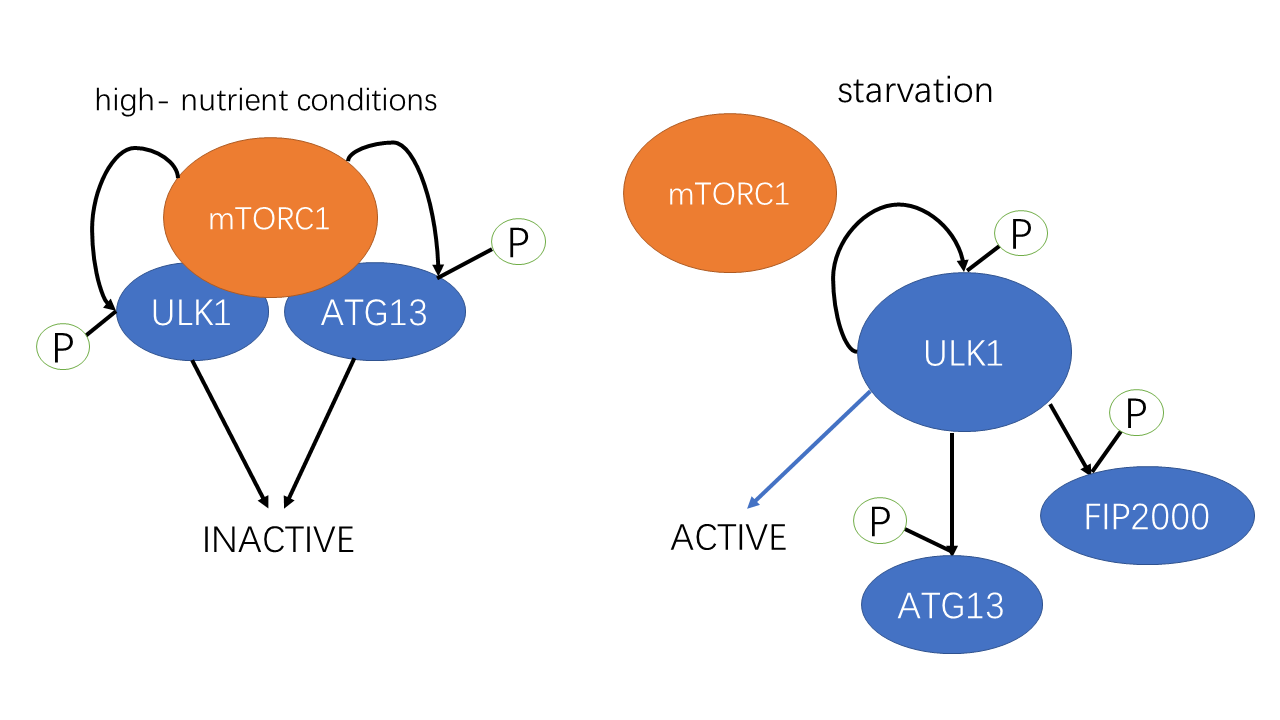 high- nutrient conditions
mTORC1
P
ULK1
ATG13
P
INACTIVE
starvation
mTORC1
P
ULK1
P
FIP2000
P
ACTIVE
ATG13